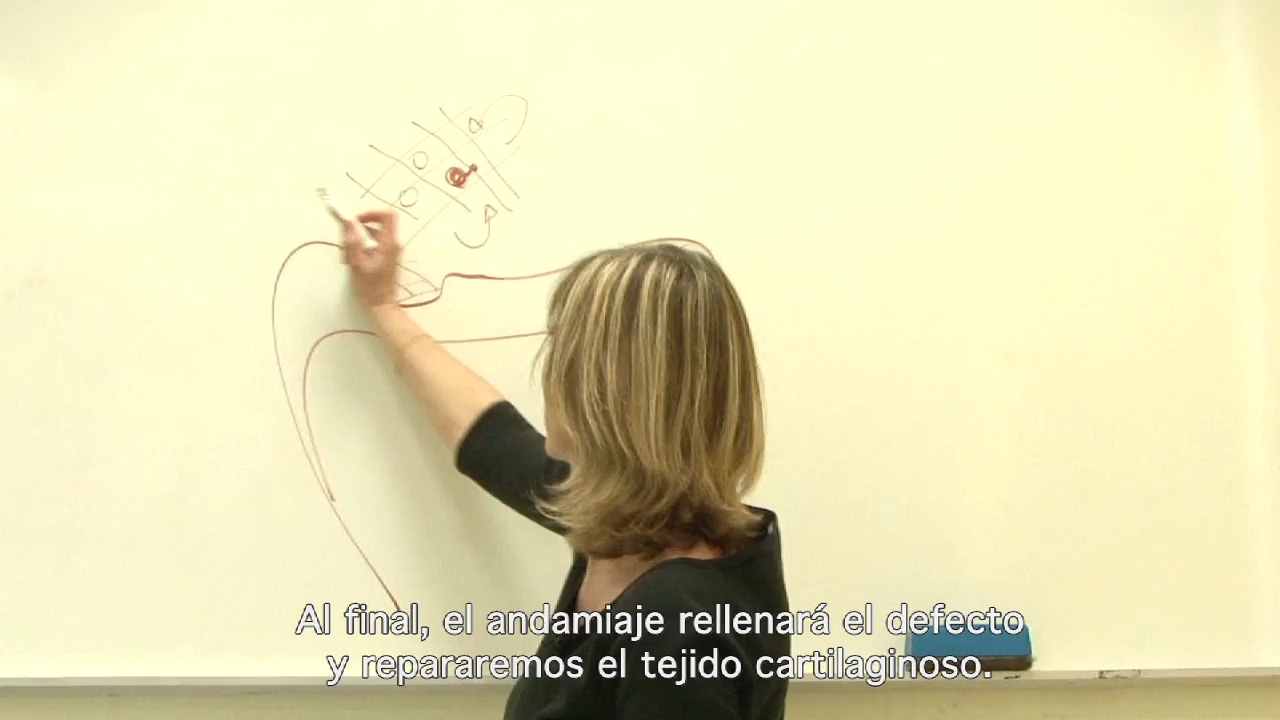 Al final, el andamiaje rellenará el defecto
y repararemos el tejido cartilaginoso.